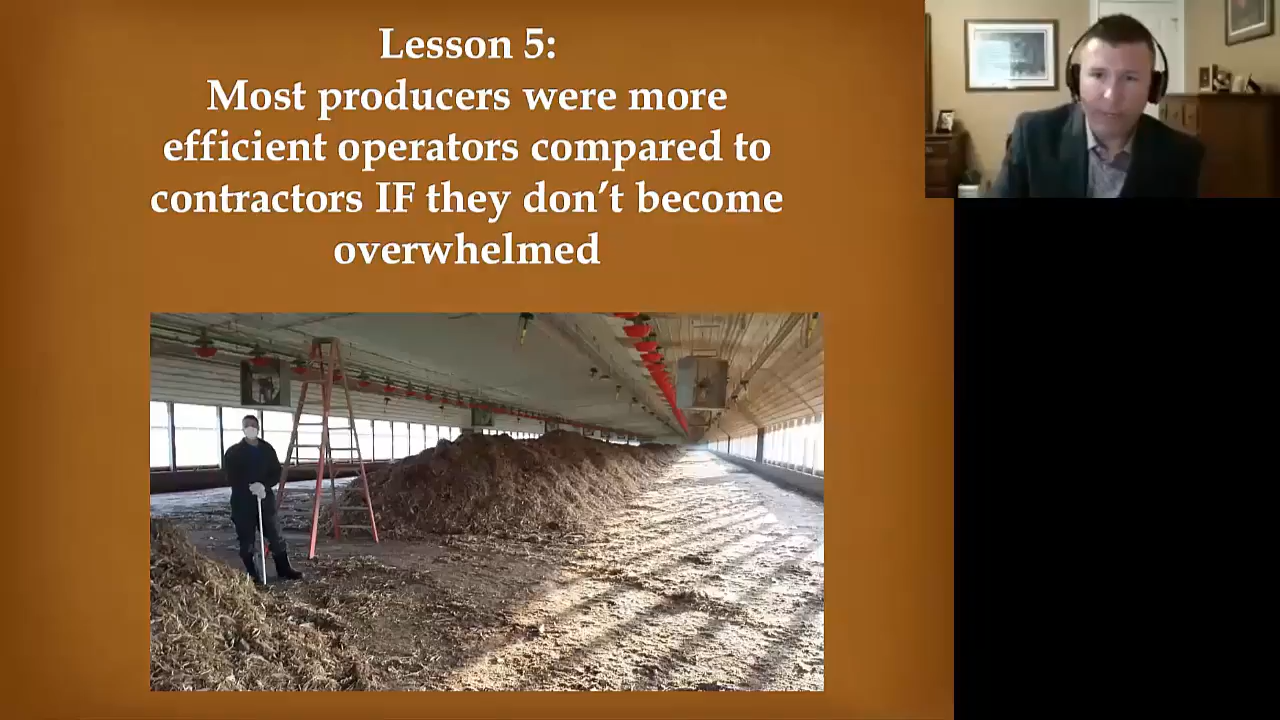 Lesson 5:
Most producers were more
efficient operators compared to
contractors IF they don’t become
overwhelmed